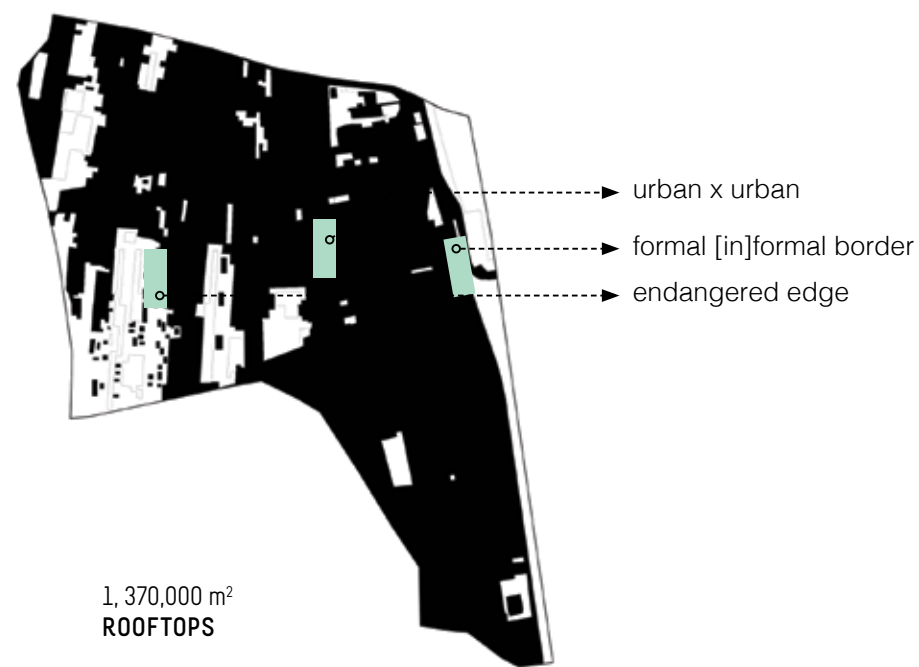 urban x urban
formal [in]formal border
endangered edge
1, 370,000 m²
ROOFTOPS